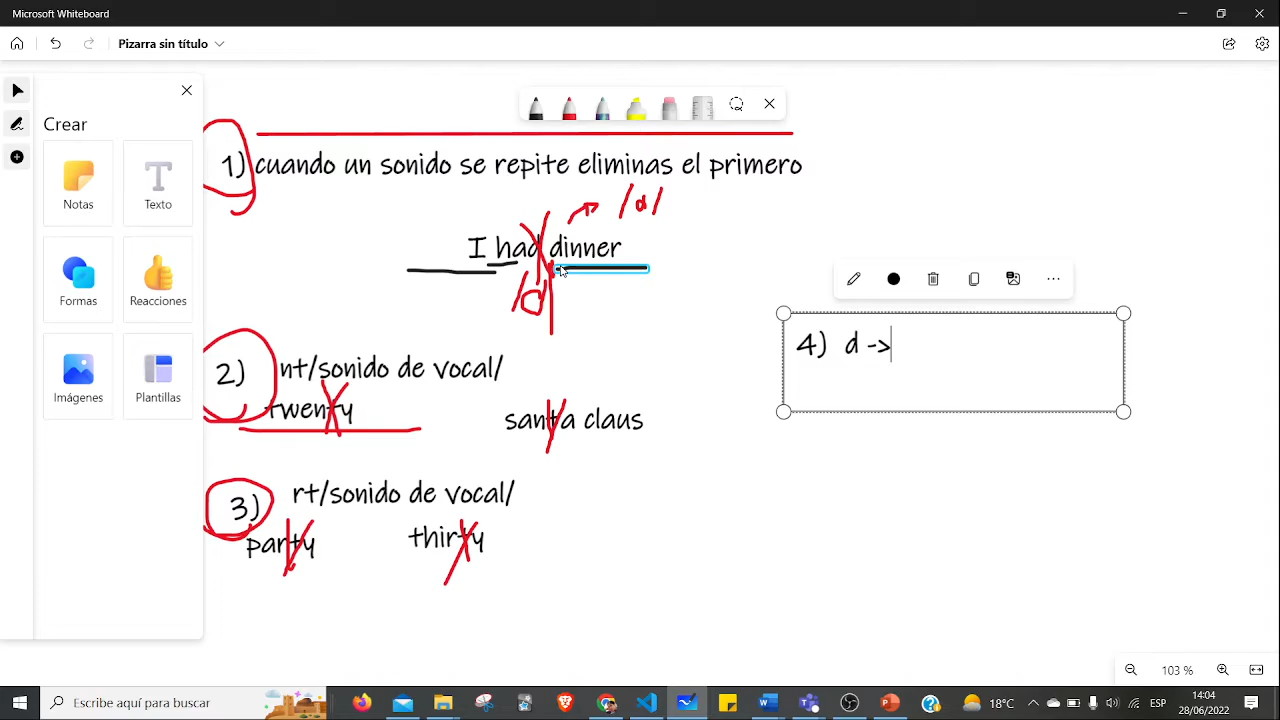 Microsoft Whiteboard
Pizarra sin título
Crear
Notas
Texto
Formas
Reacciones
Imágenes
Plantillas
1) cuando un sonido se repite eliminas el primero
/d/
I had dinner
/d/
2) nt/sonido de vocal/
twenty
santa claus
3) rt/sonido de vocal/
party
thirty
4) d ->
103 %
Escribe aquí para buscar
18°C
ESP
14:04
28/06/2022